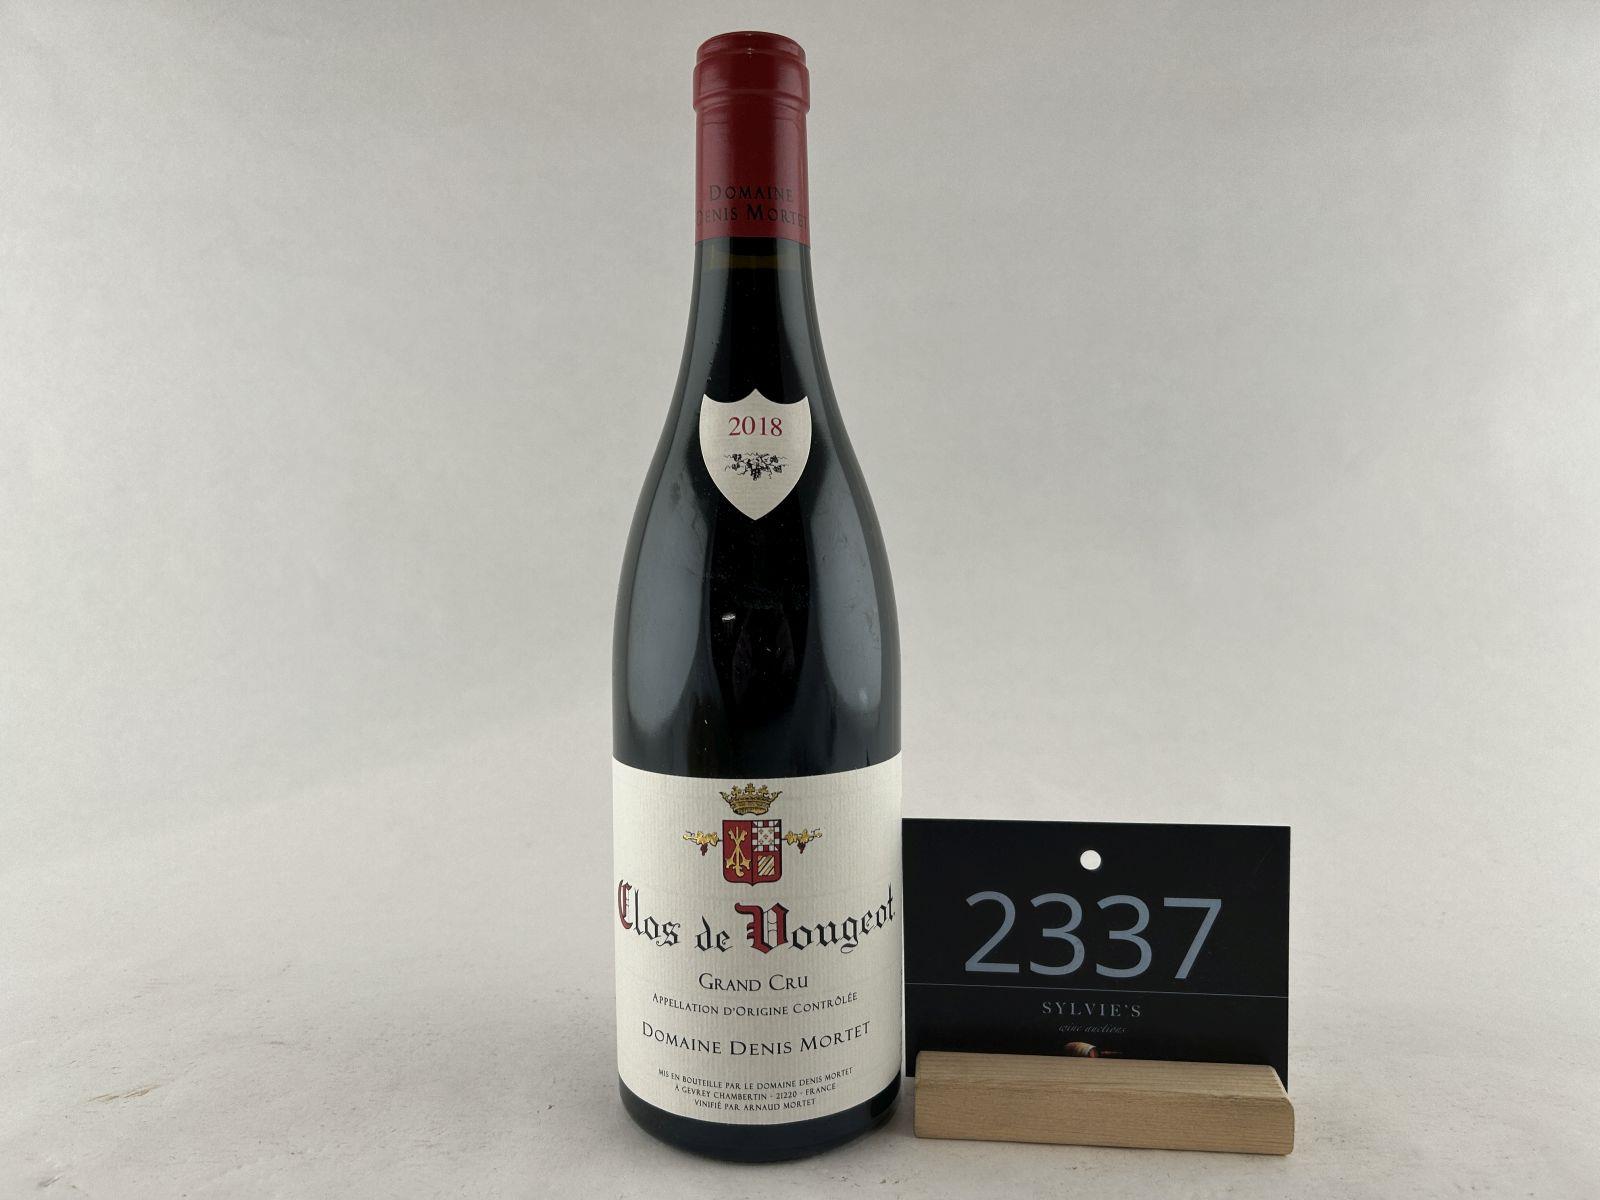 DOMAINE
DENIS MORTET
2018
Clos de Vougeot
GRAND CRU
APPELLATION D'ORIGINE CONTRÔLÉE
DOMAINE DENIS MORTET
MIS EN BOUTEILLE PAR LE DOMAINE DENIS MORTET
À GEVREY CHAMBERTIN - 21220 - FRANCE
VINIFIÉ PAR ARNAUD MORTET
2337
SYLVIE'S
wine auctions